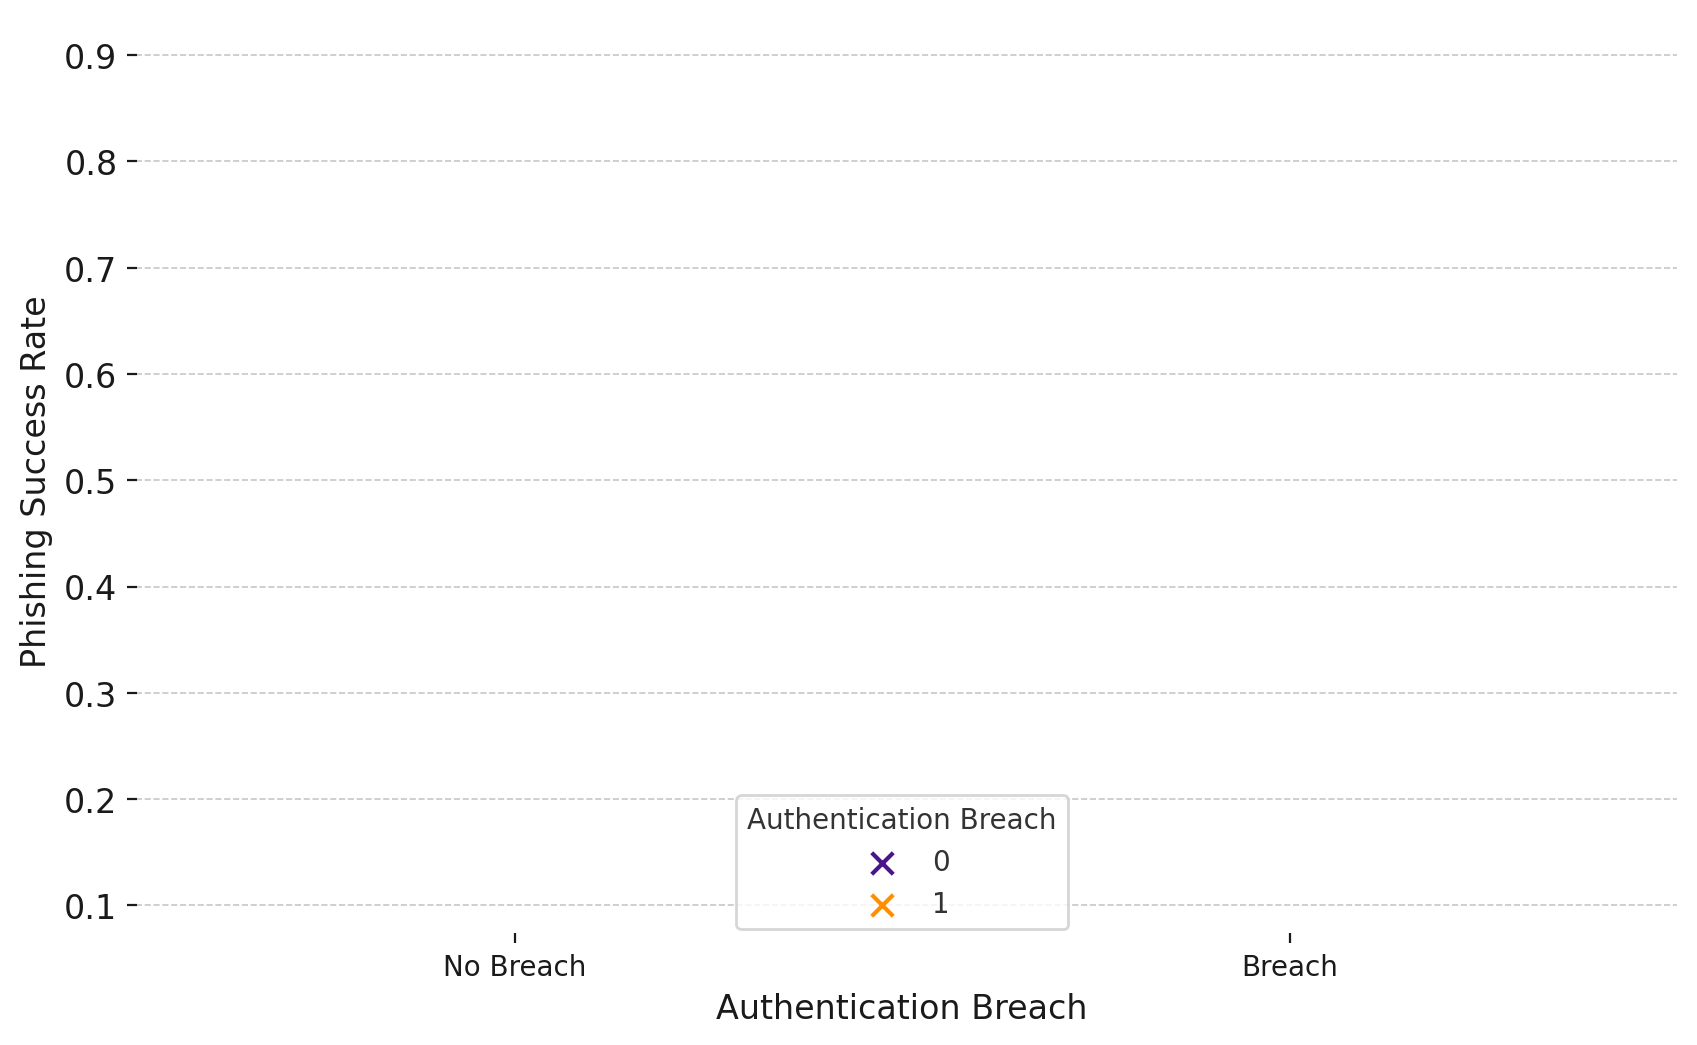 0.9
0.8
0.7
0.6
0.5
0.4
0.3
0.2
0.1
Phishing Success Rate
Authentication Breach
0
1
No Breach
Breach
Authentication Breach